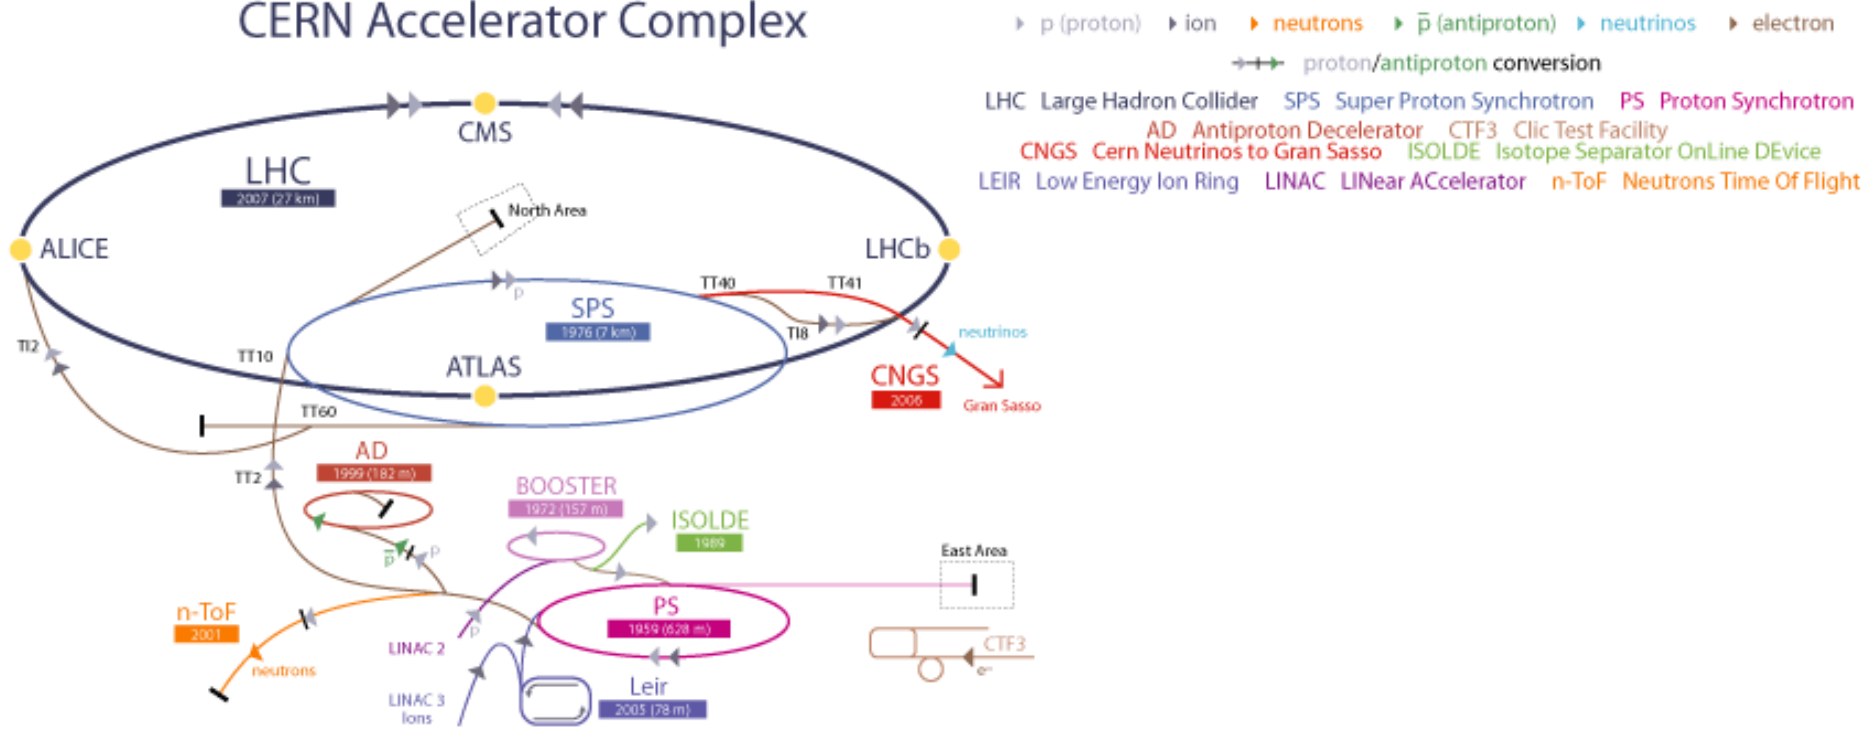 CERN Accelerator Complex
p (proton) ion neutrons p̅ (antiproton) neutrinos electron
proton/antiproton conversion
LHC Large Hadron Collider SPS Super Proton Synchrotron PS Proton Synchrotron
AD Antiproton Decelerator CTF3 Clic Test Facility
CNGS Cern Neutrinos to Gran Sasso ISOLDE Isotope Separator OnLine DEvice
LEIR Low Energy Ion Ring LINAC LINear ACcelerator n-ToF Neutrons Time Of Flight
CMS
LHC
2007 (27 km)
North Area
ALICE
LHCb
TT40
TT41
p
SPS
1976 (7 km)
TI8
neutrinos
TI2
TT10
ATLAS
CNGS
2006
Gran Sasso
TT60
AD
1999 (182 m)
TT2
BOOSTER
1972 (157 m)
ISOLDE
1989
p̅
p
East Area
n-ToF
2001
PS
1959 (628 m)
p
LINAC 2
neutrons
CTF3
e-
LINAC 3
Ions
Leir
2005 (78 m)